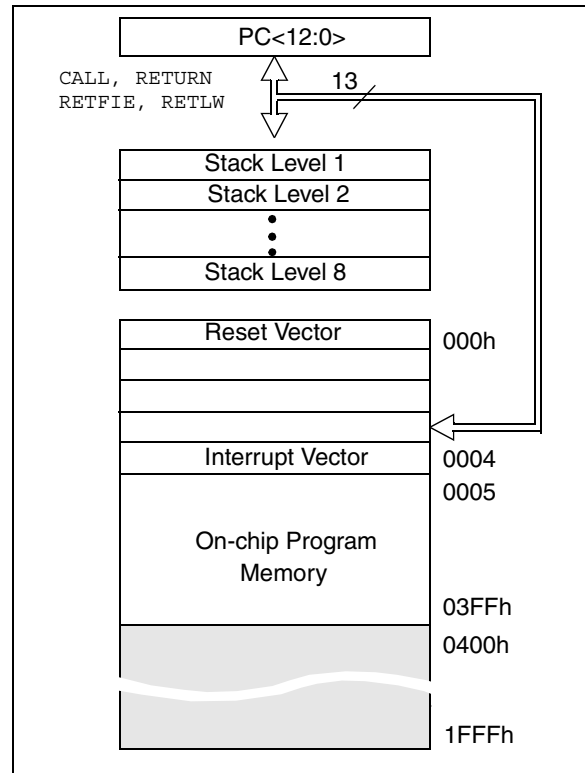 PC<12:0>
CALL, RETURN
RETFIE, RETLW
13
Stack Level 1
Stack Level 2
Stack Level 8
Reset Vector
000h
Interrupt Vector
0004
0005
On-chip Program
Memory
03FFh
0400h
1FFFh